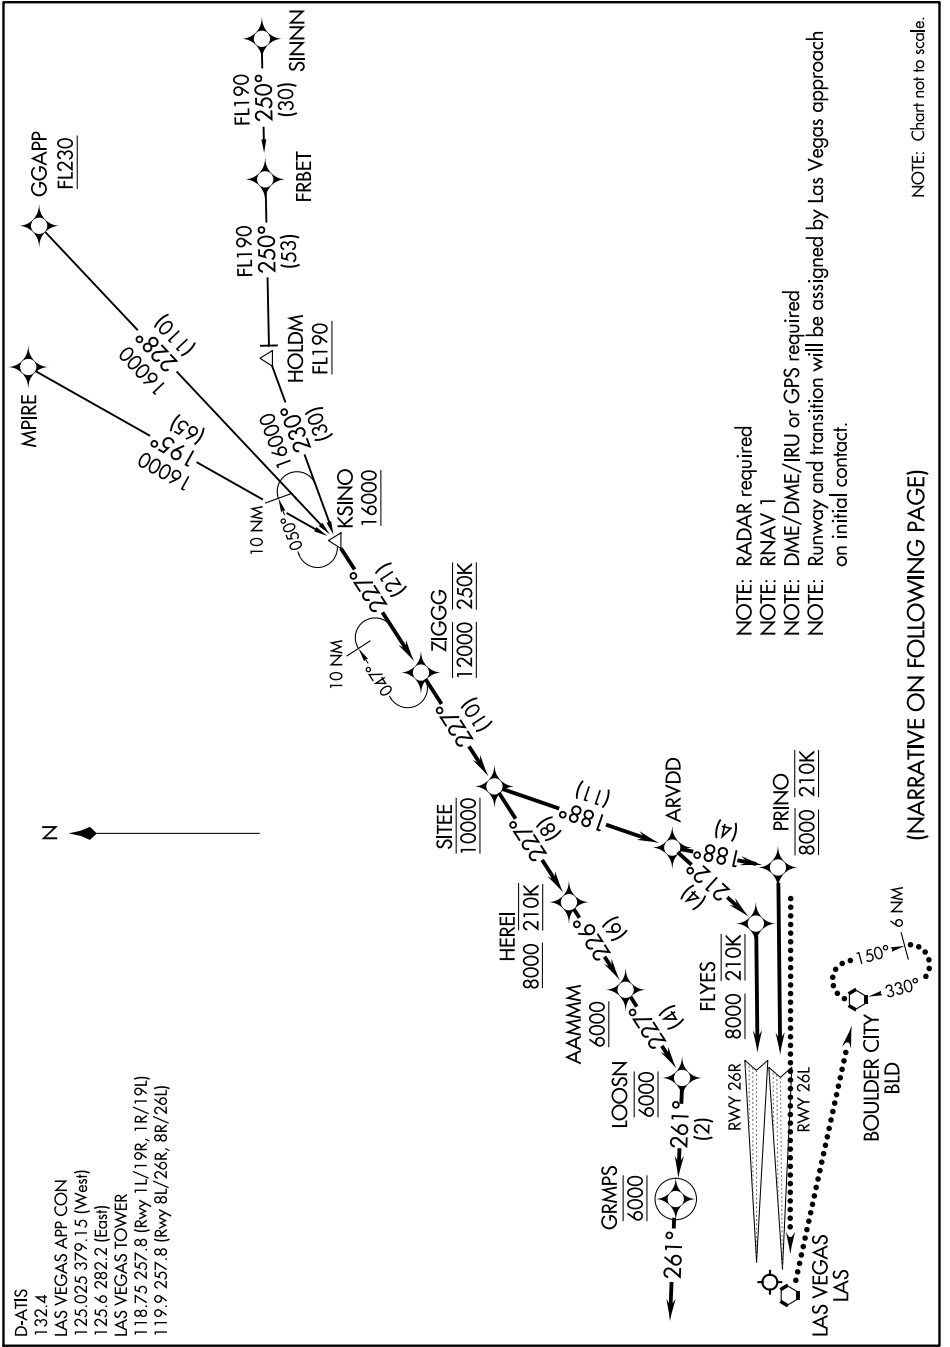 D-ATIS
132.4
LAS VEGAS APP CON
125.025 379.15 (West)
125.6 282.2 (East)
LAS VEGAS TOWER
118.75 257.8 (Rwy 1L/19R, 1R/19L)
119.9 257.8 (Rwy 8L/26R, 8R/26L)
N
MPIRE
GGAPP
FL230
SINNN
FL190
250°
(30)
FRBET
FL190
250°
(53)
HOLDM
FL190
16000
228°
(110)
16000
195°
(65)
16000
230°
(30)
10 NM
050°
KSINO
16000
227°
(21)
10 NM
047°
ZIGGG
12000 250K
227°
(10)
SITEE
10000
227°
(8)
HEREI
8000 210K
226°
(6)
AAMMM
6000
227°
(4)
LOOSN
6000
261°
(2)
GRMPS
6000
261°
188°
(11)
ARVDD
188°
(4)
212°
(4)
PRINO
8000 210K
FLYES
8000 210K
RWY 26R
RWY 26L
LAS VEGAS
LAS
BOULDER CITY
BLD
150°
330°
6 NM
NOTE: RADAR required
NOTE: RNAV 1
NOTE: DME/DME/IRU or GPS required
NOTE: Runway and transition will be assigned by Las Vegas approach
on initial contact.
(NARRATIVE ON FOLLOWING PAGE)
NOTE: Chart not to scale.